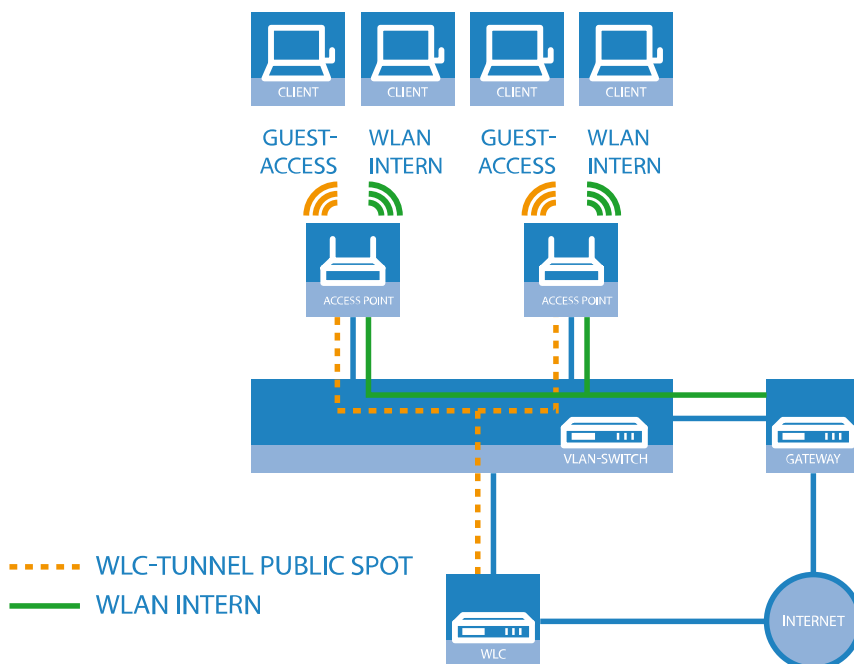 CLIENT
CLIENT
CLIENT
CLIENT
GUEST-
ACCESS
WLAN
INTERN
GUEST-
ACCESS
WLAN
INTERN
ACCESS POINT
ACCESS POINT
VLAN-SWITCH
GATEWAY
WLC-TUNNEL PUBLIC SPOT
WLAN INTERN
WLC
INTERNET